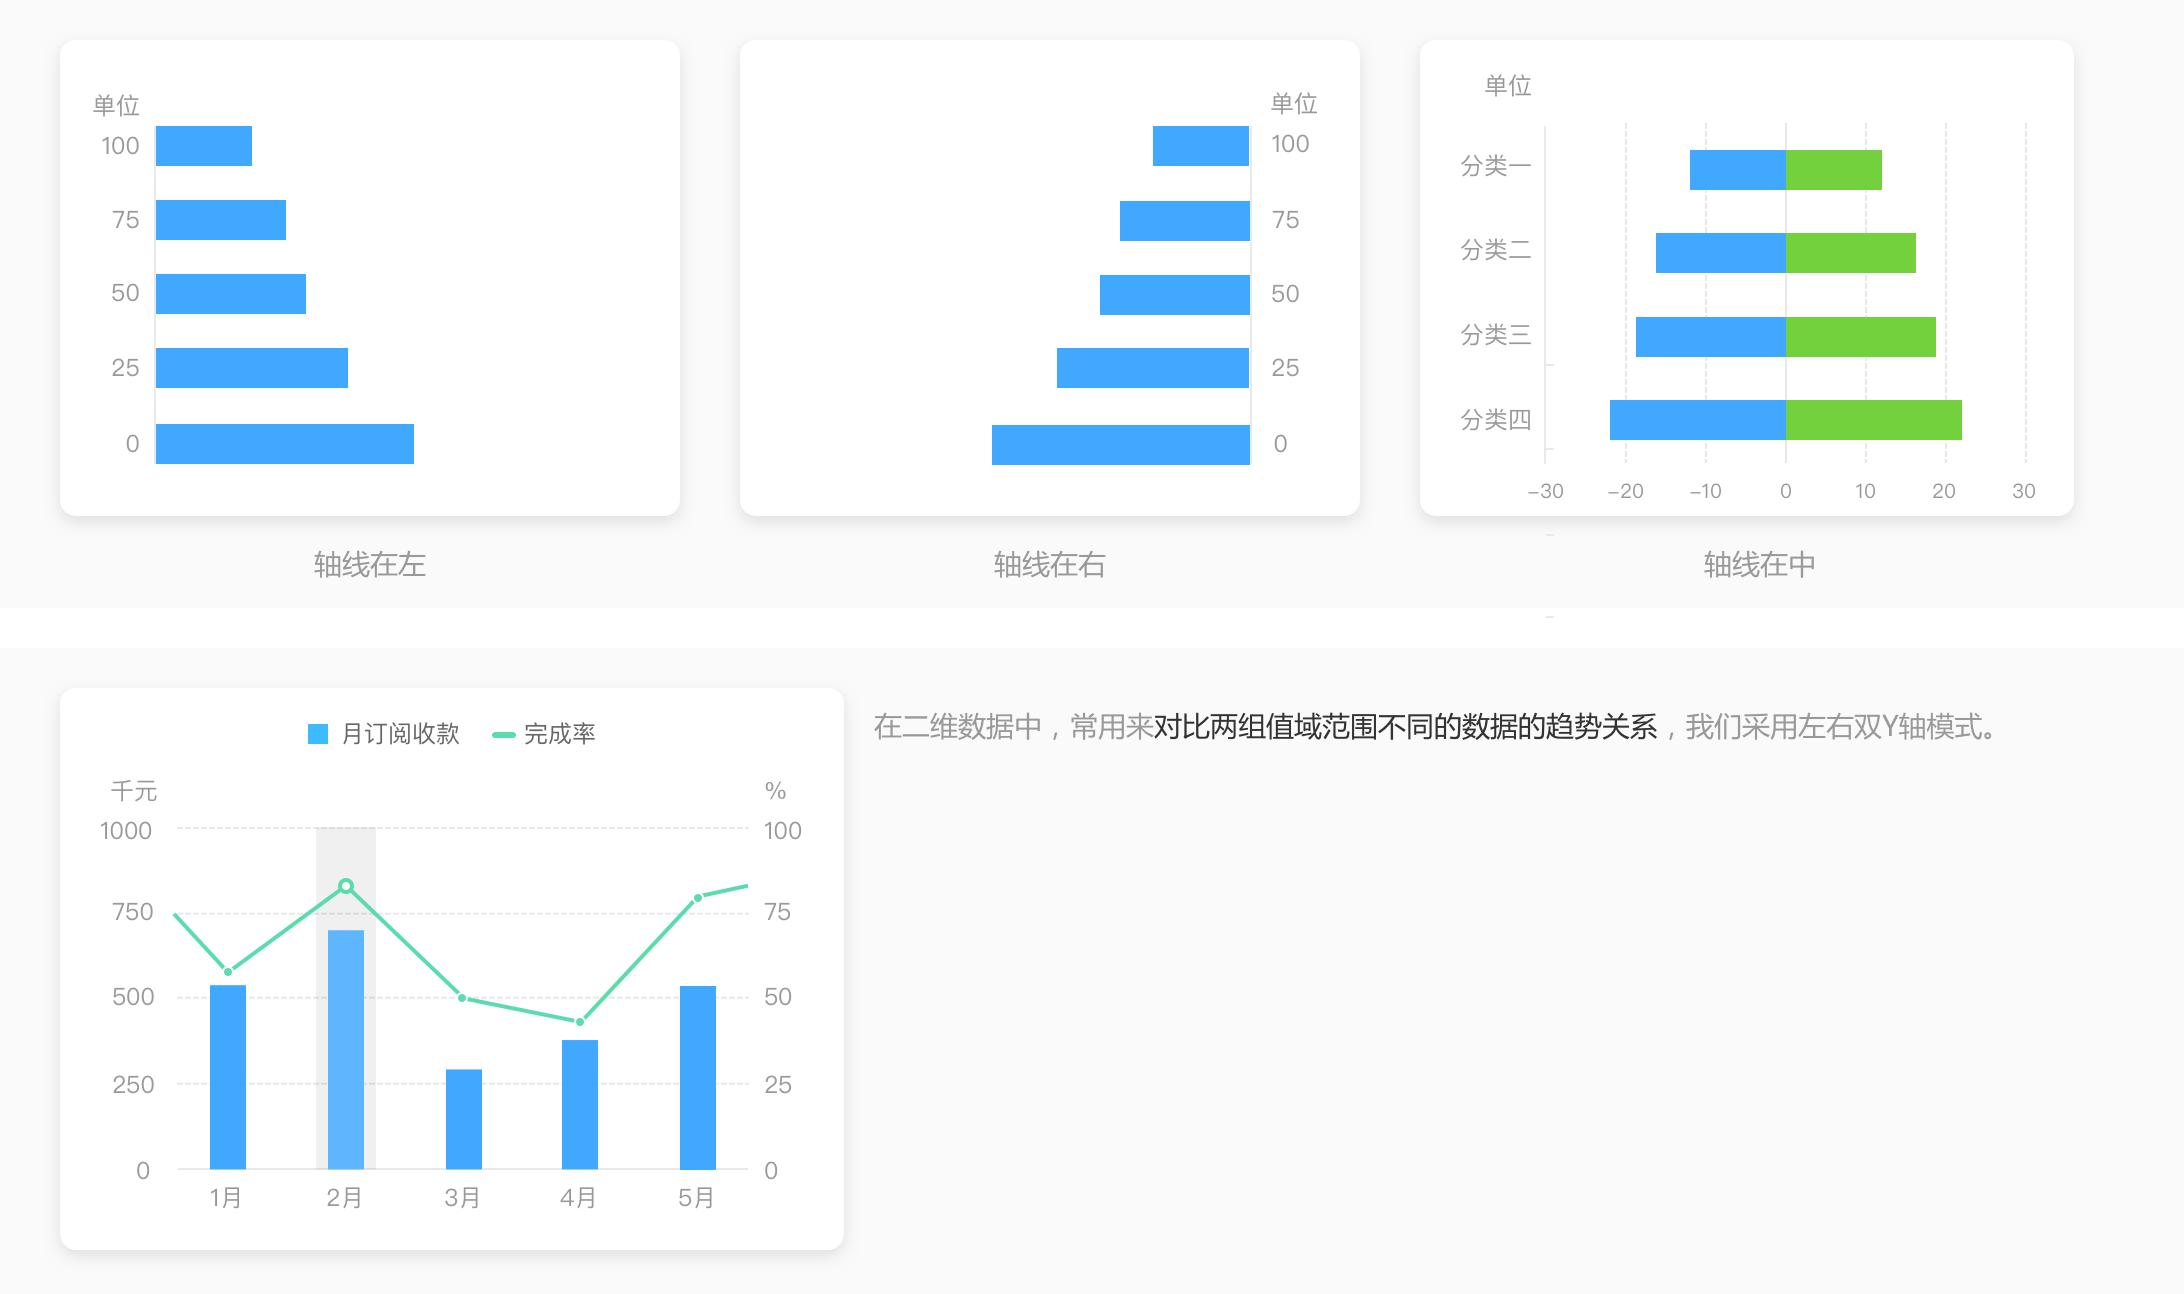 单位
100
75
50
25
0
轴线在左
单位
100
75
50
25
0
轴线在右
单位
分类一
分类二
分类三
分类四
−30 −20 −10 0 10 20 30
轴线在中
月订阅收款 完成率
千元 %
1000 100
750 75
500 50
250 25
0 0
1月 2月 3月 4月 5月
在二维数据中，常用来对比两组值域范围不同的数据的趋势关系，我们采用左右双Y轴模式。